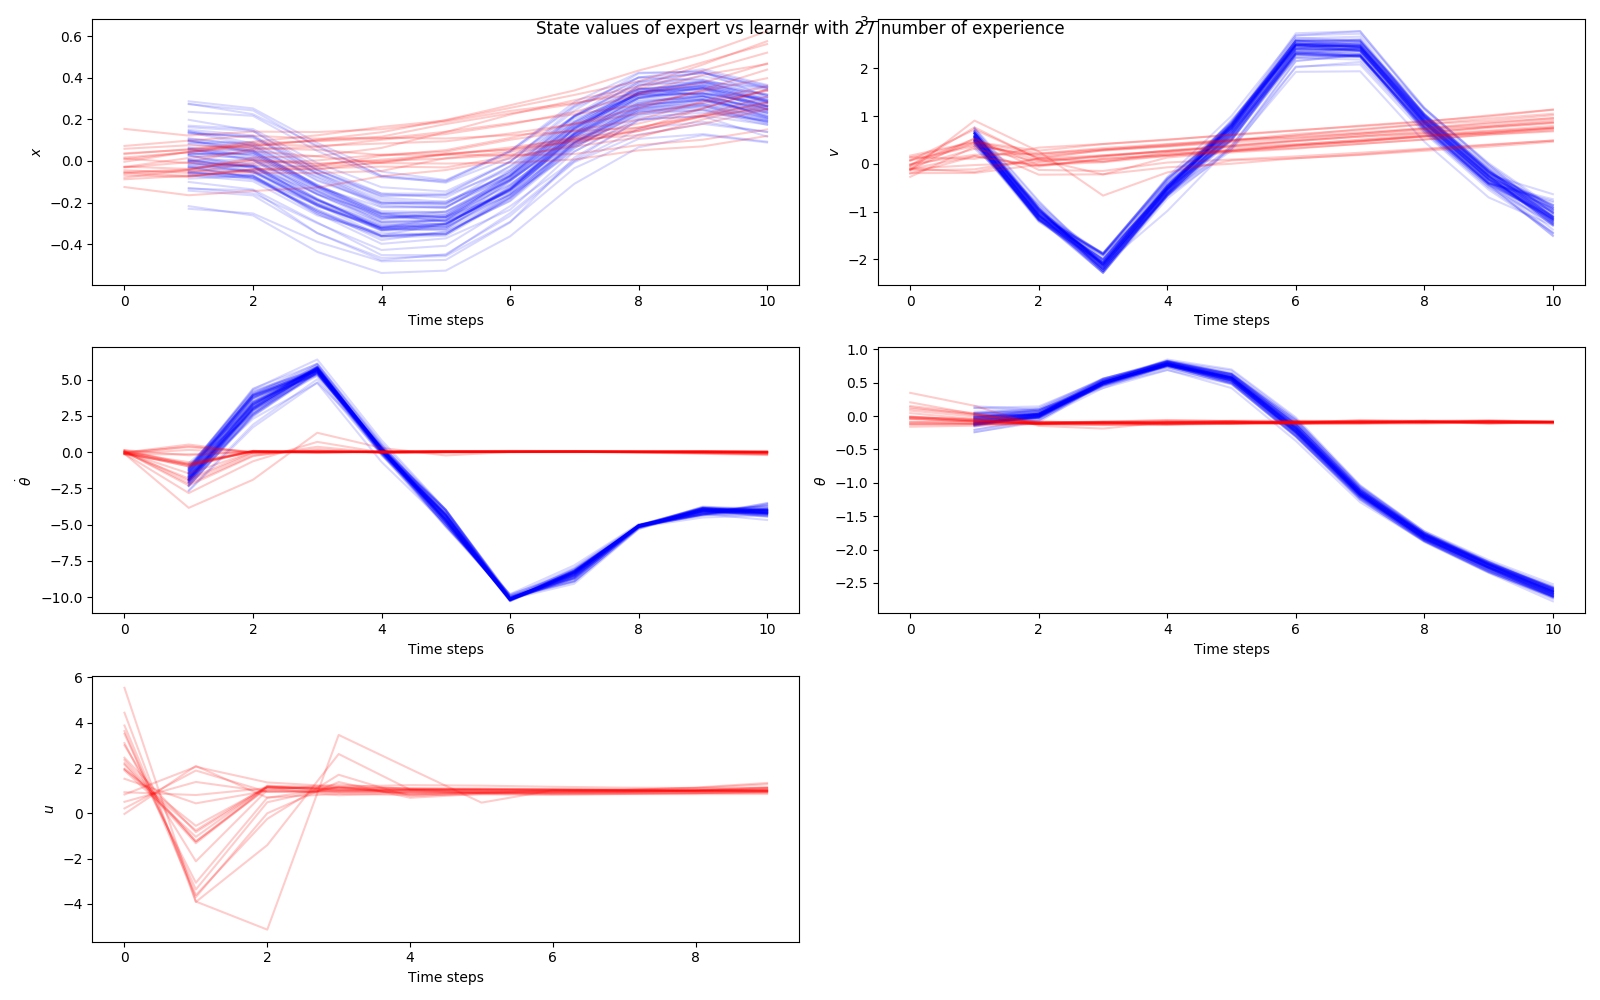 State values of expert vs learner with 27 number of experience
0.6
0.4
0.2
0.0
−0.2
−0.4
x
0 2 4 6 8 10
Time steps
3
2
1
0
−1
−2
v
0 2 4 6 8 10
Time steps
5.0
2.5
0.0
−2.5
−5.0
−7.5
−10.0
θ̇
0 2 4 6 8 10
Time steps
1.0
0.5
0.0
−0.5
−1.0
−1.5
−2.0
−2.5
θ
0 2 4 6 8 10
Time steps
6
4
2
0
−2
−4
u
0 2 4 6 8
Time steps